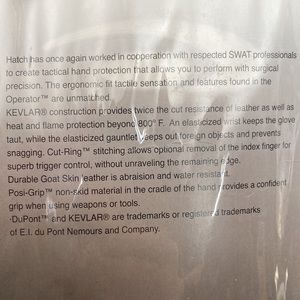 Hatch has once again worked in cooperation with respected SWAT professionals
to create tactical hand protection that allows you to perform with surgical
precision. The ergonomic fit tactile sensation and features found in the
Operator™ are unmatched.
KEVLAR® construction provides twice the cut resistance of leather as well as
heat and flame protection beyond 800° F. An elasticized wrist keeps the glove
taut, while the elasticized gauntlet keeps out foreign objects and prevents
snagging. Cut-Ring™ stitching allows optional removal of the index finger for
superb trigger control, without unraveling the remaining edge.
Durable Goat Skin leather is abraision and water resistant.
Posi-Grip™ non-skid material in the cradle of the hand provides a confident
grip when using weapons or tools.
·DuPont™ and KEVLAR® are trademarks or registered trademarks
of E.I. du Pont Nemours and Company.